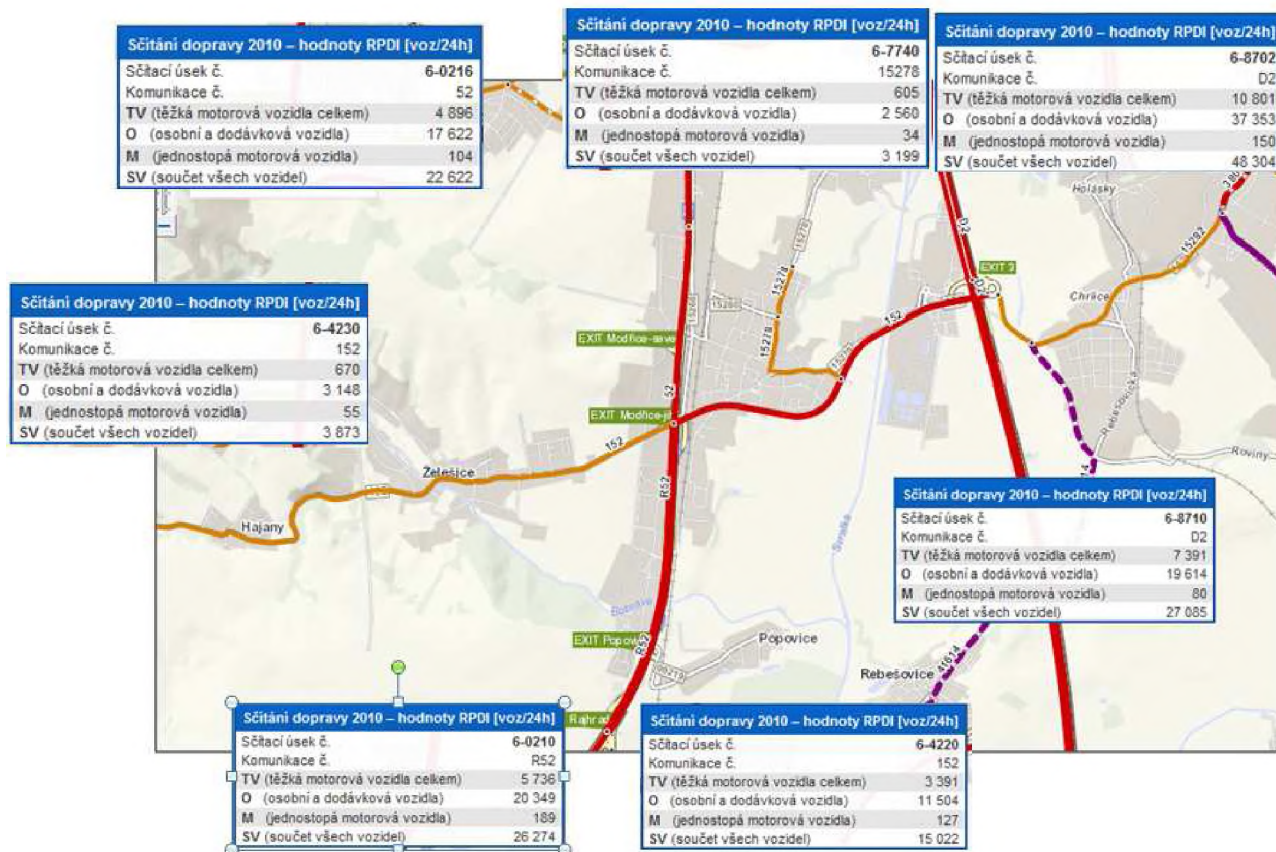 Sčítání dopravy 2010 – hodnoty RPDI [voz/24h]
Sčítací úsek č. 6-0216
Komunikace č. 52
TV (těžká motorová vozidla celkem) 4 896
O (osobní a dodávková vozidla) 17 622
M (jednostopá motorová vozidla) 104
SV (součet všech vozidel) 22 622
Sčítání dopravy 2010 – hodnoty RPDI [voz/24h]
Sčítací úsek č. 6-7740
Komunikace č. 15278
TV (těžká motorová vozidla celkem) 605
O (osobní a dodávková vozidla) 2 560
M (jednostopá motorová vozidla) 34
SV (součet všech vozidel) 3 199
Sčítání dopravy 2010 – hodnoty RPDI [voz/24h]
Sčítací úsek č. 6-8702
Komunikace č. D2
TV (těžká motorová vozidla celkem) 10 801
O (osobní a dodávková vozidla) 37 353
M (jednostopá motorová vozidla) 150
SV (součet všech vozidel) 48 304
Holásky
D2
15278
15282
EXIT 3
Chrlice
15278
15278
152
Sčítání dopravy 2010 – hodnoty RPDI [voz/24h]
Sčítací úsek č. 6-4230
Komunikace č. 152
TV (těžká motorová vozidla celkem) 670
O (osobní a dodávková vozidla) 3 148
M (jednostopá motorová vozidla) 55
SV (součet všech vozidel) 3 873
52
EXIT Modřice-jih
Rebešovická
152
Želešice
Roviny
R52
Hajany
Svratka
Sčítání dopravy 2010 – hodnoty RPDI [voz/24h]
Sčítací úsek č. 6-8710
Komunikace č. D2
TV (těžká motorová vozidla celkem) 7 391
O (osobní a dodávková vozidla) 19 614
M (jednostopá motorová vozidla) 80
SV (součet všech vozidel) 27 085
R52
Popovice
41614
Rebešovice
Sčítání dopravy 2010 – hodnoty RPDI [voz/24h]
Sčítací úsek č. 6-0210
Komunikace č. R52
TV (těžká motorová vozidla celkem) 5 736
O (osobní a dodávková vozidla) 20 349
M (jednostopá motorová vozidla) 189
SV (součet všech vozidel) 26 274
Sčítání dopravy 2010 – hodnoty RPDI [voz/24h]
Sčítací úsek č. 6-4220
Komunikace č. 152
TV (těžká motorová vozidla celkem) 3 391
O (osobní a dodávková vozidla) 11 504
M (jednostopá motorová vozidla) 127
SV (součet všech vozidel) 15 022